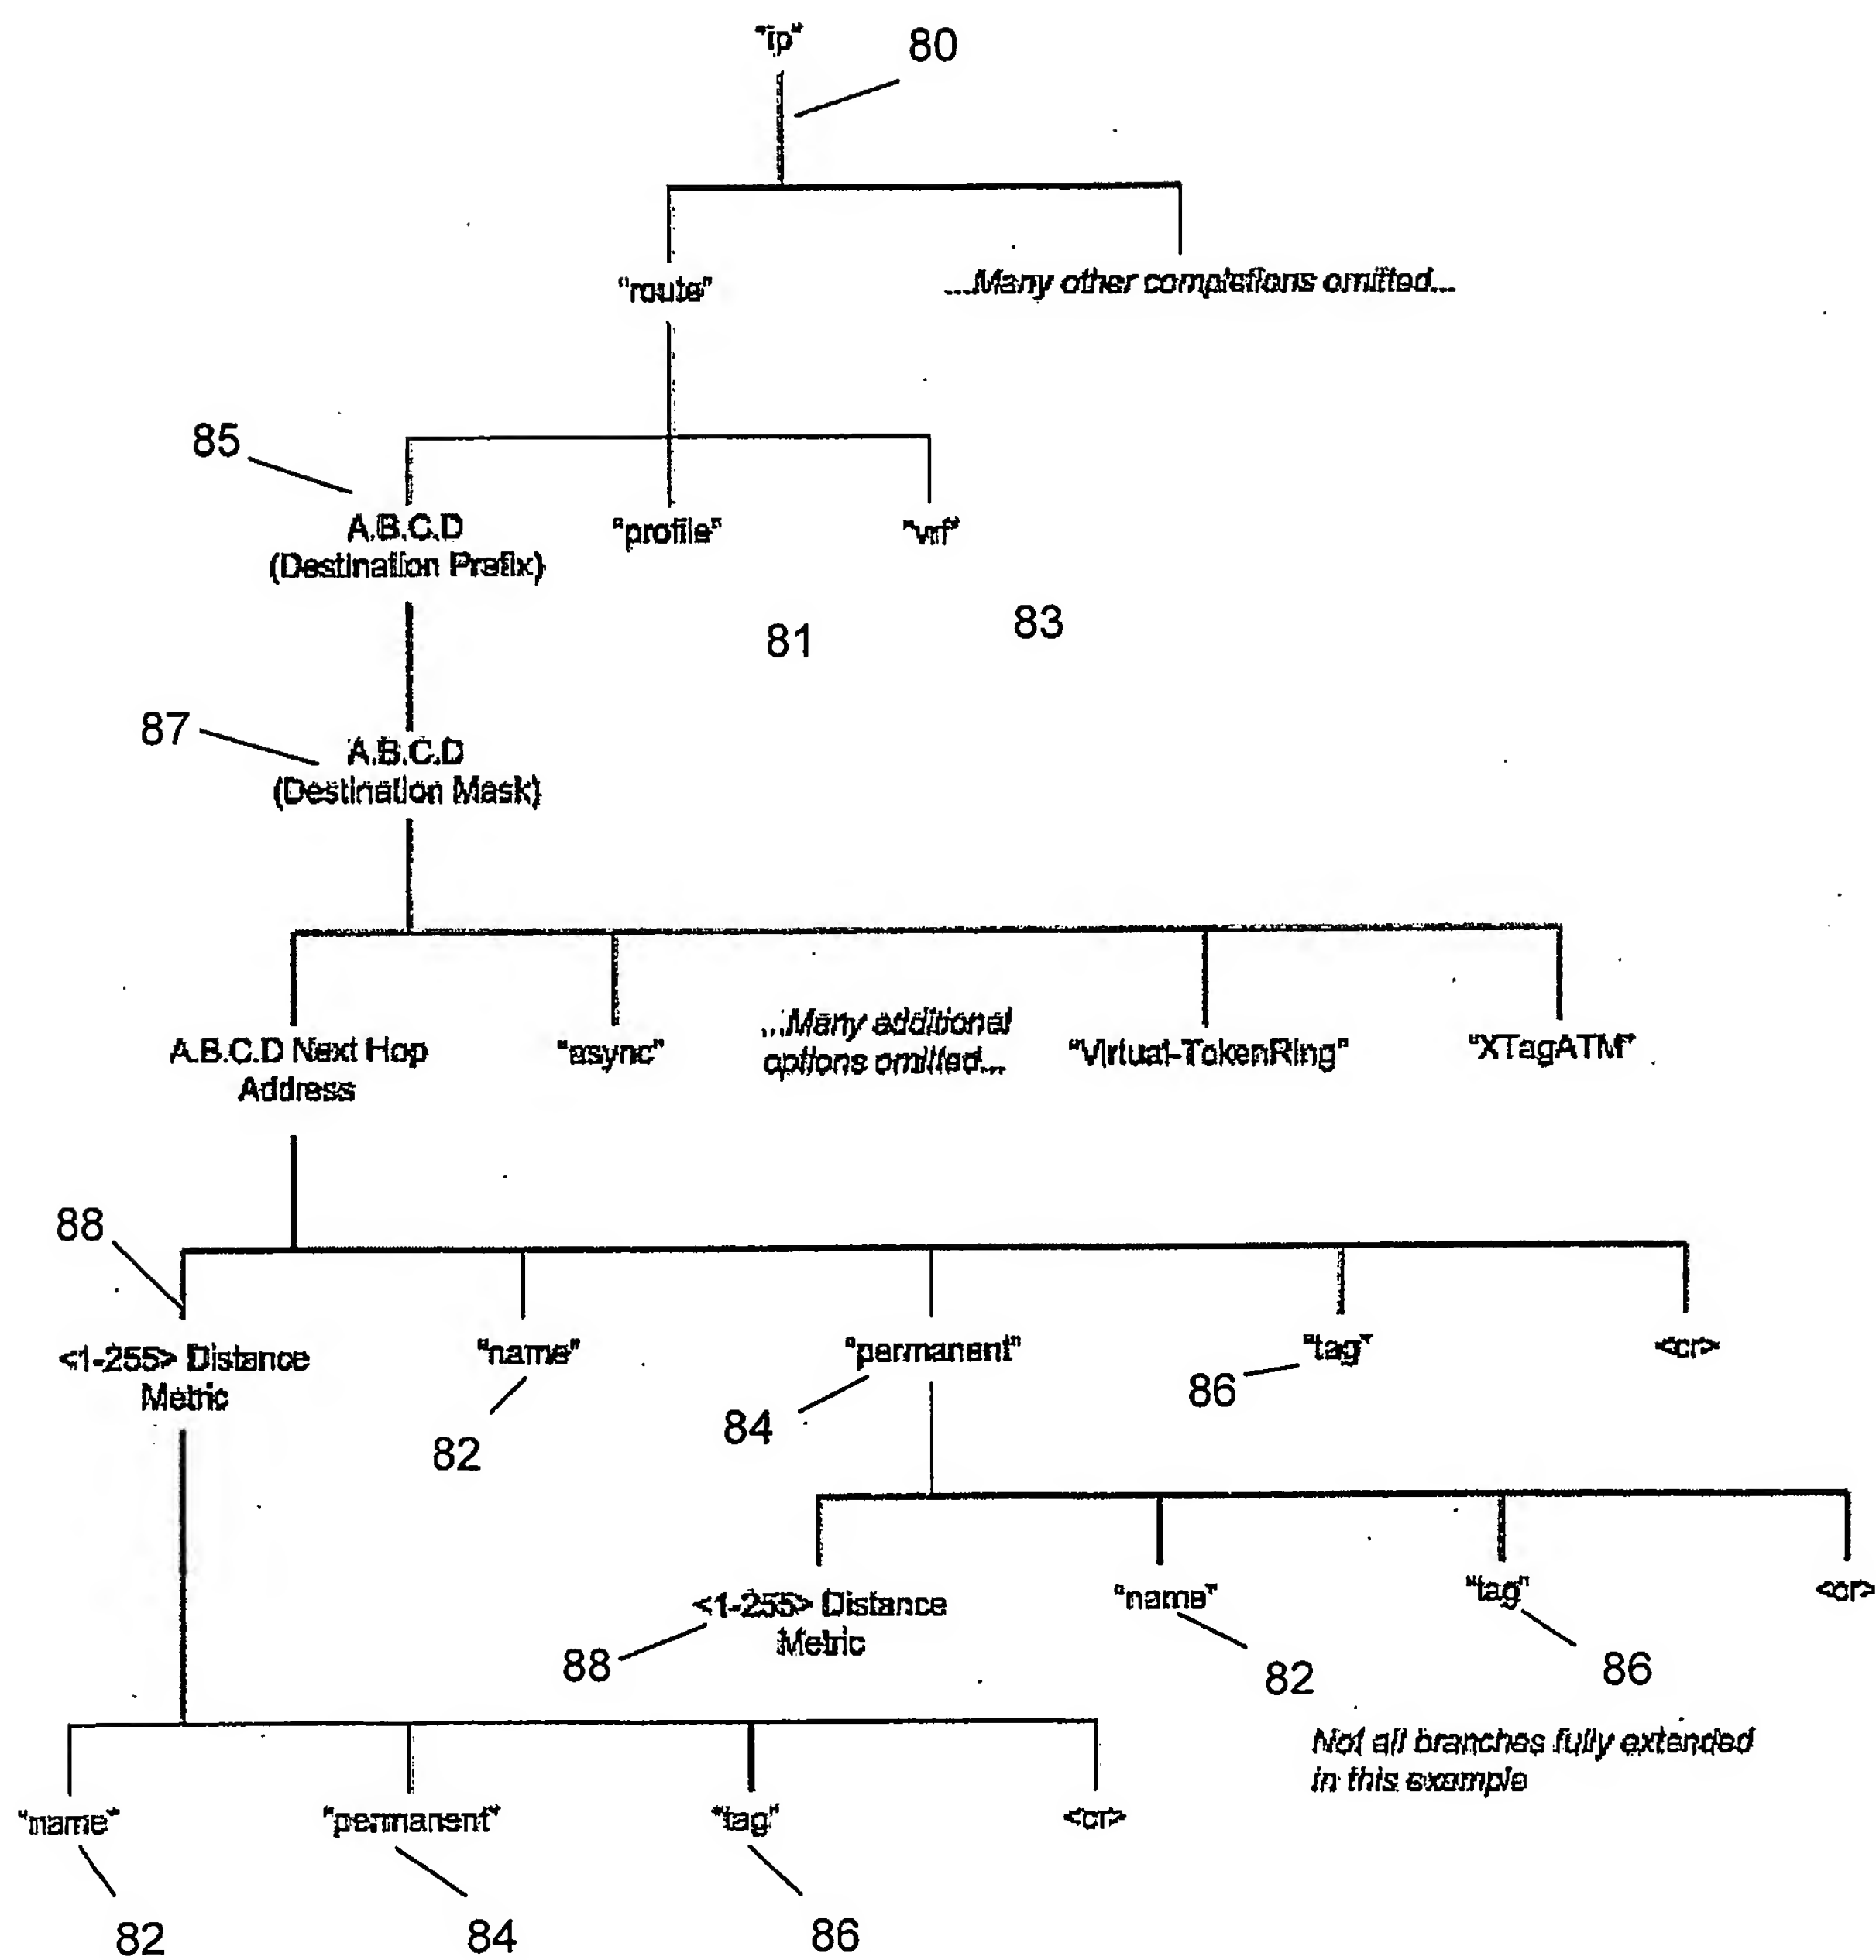 "ip"
80
"route"
...Many other completions omitted...
85
A.B.C.D
(Destination Prefix)
"profile"
"vrf"
81
83
87
A.B.C.D
(Destination Mask)
A.B.C.D Next Hop
Address
"async"
...Many additional
options omitted...
"Virtual-TokenRing"
"XTagATM"
88
<1-255> Distance
Metric
"name"
"permanent"
"tag"
<cr>
82
84
86
<1-255> Distance
Metric
"name"
"tag"
<cr>
88
82
86
Not all branches fully extended
in this example
"name"
"permanent"
"tag"
<cr>
82
84
86